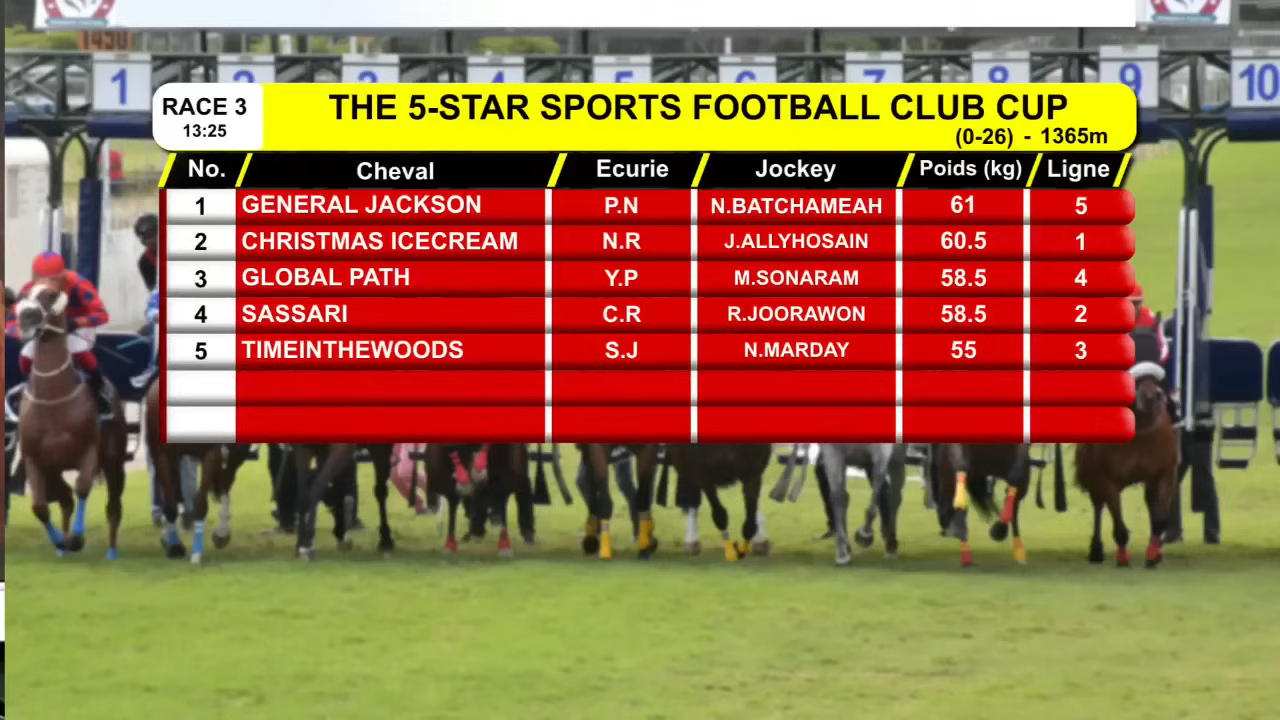 1450
1 2 3 4 5 6 7 8 9 10
RACE 3
13:25
THE 5-STAR SPORTS FOOTBALL CLUB CUP
(0-26) - 1365m
No. Cheval Ecurie Jockey Poids (kg) Ligne
1 GENERAL JACKSON P.N N.BATCHAMEAH 61 5
2 CHRISTMAS ICECREAM N.R J.ALLYHOSAIN 60.5 1
3 GLOBAL PATH Y.P M.SONARAM 58.5 4
4 SASSARI C.R R.JOORAWON 58.5 2
5 TIMEINTHEWOODS S.J N.MARDAY 55 3